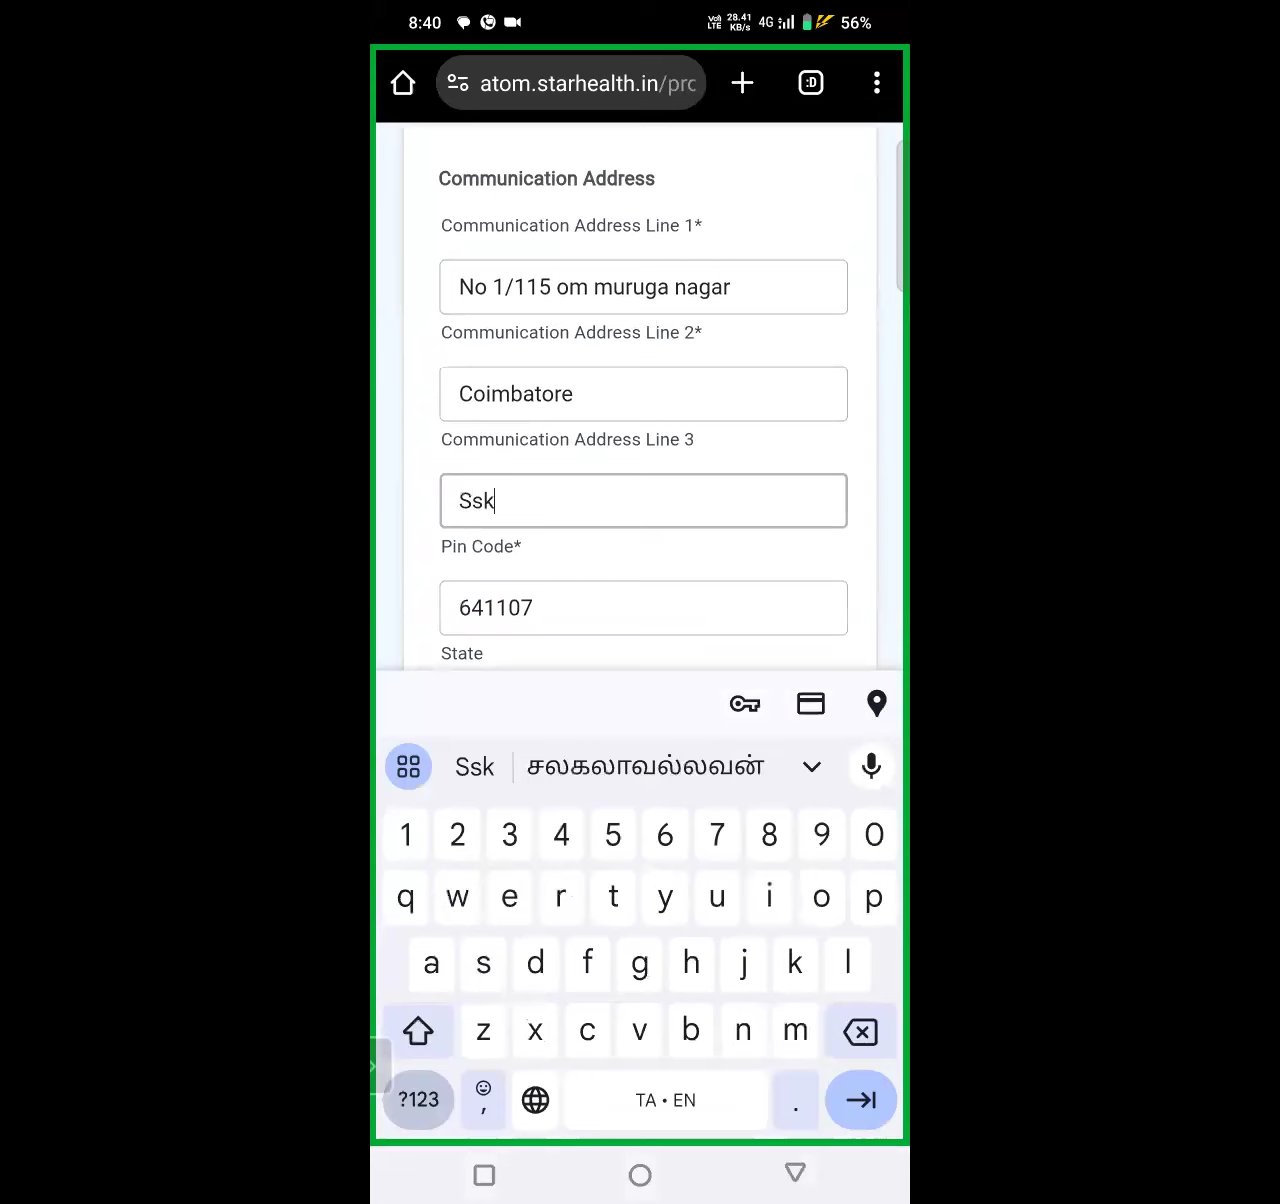 8:40 Vo) LTE 28.41 KB/s 4G 56%
atom.starhealth.in/prc :D
Communication Address
Communication Address Line 1*
No 1/115 om muruga nagar
Communication Address Line 2*
Coimbatore
Communication Address Line 3
Ssk
Pin Code*
641107
State
Ssk சலகலாவல்லவன்
1 2 3 4 5 6 7 8 9 0
q w e r t y u i o p
a s d f g h j k l
z x c v b n m
?123 , TA • EN .